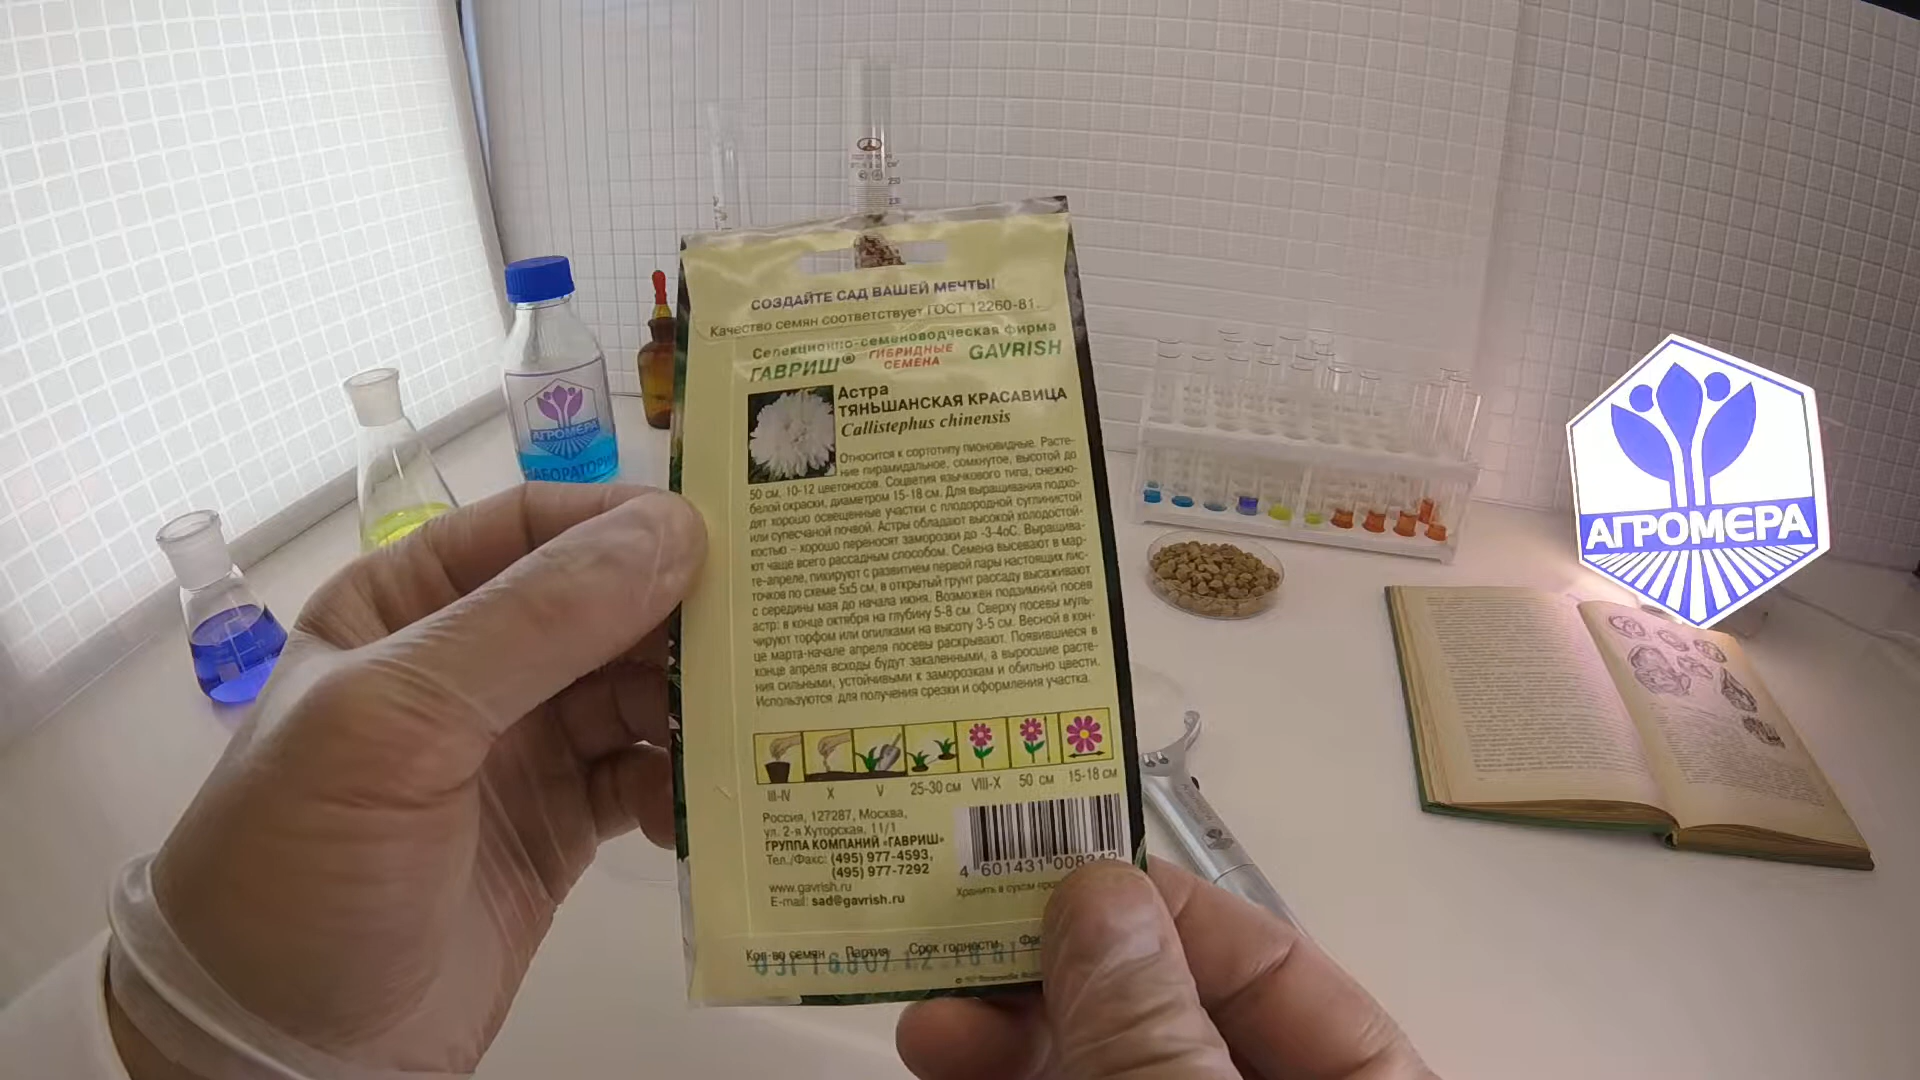 СОЗДАЙТЕ САД ВАШЕЙ МЕЧТЫ!
Качество семян соответствует ГОСТ 12260-81.
Селекционно-семеноводческая фирма
ГАВРИШ® ГИБРИДНЫЕ СЕМЕНА GAVRISH
Астра
ТЯНЬШАНСКАЯ КРАСАВИЦА
Callistephus chinensis
Относится к сортотипу пионовидные. Расте-
ние пирамидальное, сомкнутое, высотой до
50 см, 10-12 цветоносов. Соцветия язычкового типа, снежно-
белой окраски, диаметром 15-18 см. Для выращивания подхо-
дят хорошо освещенные участки с плодородной суглинистой
или супесчаной почвой. Астры обладают высокой холодостой-
костью – хорошо переносят заморозки до -3-4оС. Выращива-
ют чаще всего рассадным способом. Семена высевают в мар-
те-апреле, пикируют с развитием первой пары настоящих лис-
точков по схеме 5х5 см, в открытый грунт рассаду высаживают
с середины мая до начала июня. Возможен подзимний посев
астр: в конце октября на глубину 5-8 см. Сверху посевы муль-
чируют торфом или опилками на высоту 3-5 см. Весной в кон-
це марта-начале апреля посевы раскрывают. Появившиеся в
конце апреля всходы будут закаленными, а выросшие расте-
ния сильными, устойчивыми к заморозкам и обильно цвести.
Используются для получения срезки и оформления участка.
III-IV X V 25-30 см VIII-X 50 см 15-18 см
Россия, 127287, Москва,
ул. 2-я Хуторская, 11/1
ГРУППА КОМПАНИЙ «ГАВРИШ»
Тел./Факс: (495) 977-4593,
(495) 977-7292
www.gavrish.ru
E-mail: sad@gavrish.ru
4 601431 008342
Хранить в сухом
Кол-во семян Партия Срок годности
АГРОМЕРА
ЛАБОРАТОРИЯ
АГРОМЕРА